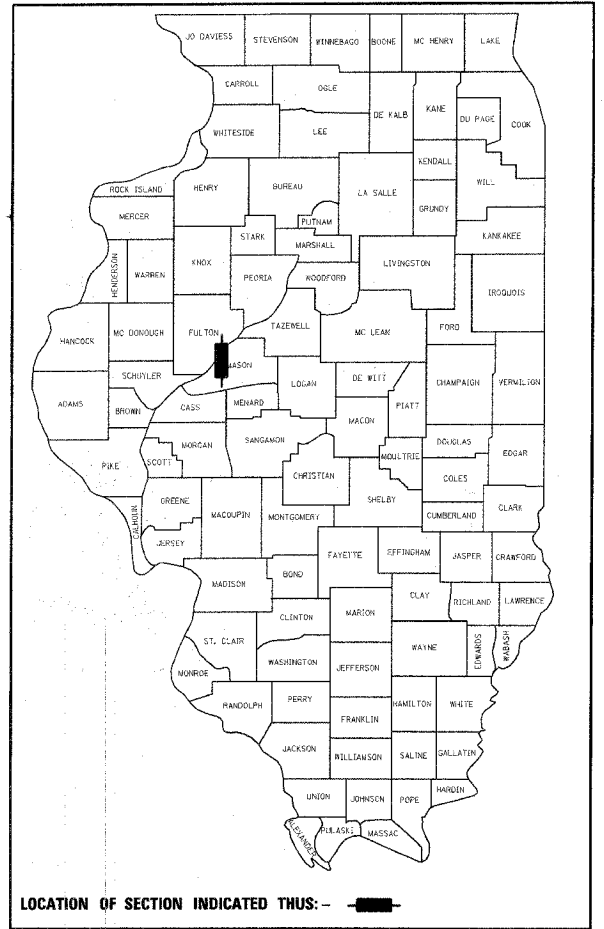 JO DAVIESS STEVENSON WINNEBAGO BOONE MC HENRY LAKE
CARROLL OGLE DE KALB KANE DU PAGE COOK
WHITESIDE LEE
KENDALL WILL
ROCK ISLAND HENRY BUREAU LA SALLE GRUNDY
MERCER PUTNAM
STARK MARSHALL KANKAKEE
HENDERSON WARREN KNOX PEORIA WOODFORD LIVINGSTON IROQUOIS
HANCOCK MC DONOUGH FULTON TAZEWELL MC LEAN FORD
MASON
SCHUYLER LOGAN DE WITT CHAMPAIGN VERMILION
ADAMS BROWN CASS MENARD MACON PIATT
MORGAN SANGAMON DOUGLAS EDGAR
PIKE SCOTT CHRISTIAN MOULTRIE COLES
SHELBY
CALHOUN GREENE MACOUPIN MONTGOMERY CUMBERLAND CLARK
JERSEY FAYETTE EFFINGHAM JASPER CRAWFORD
MADISON BOND
CLAY RICHLAND LAWRENCE
CLINTON MARION
ST. CLAIR WAYNE EDWARDS WABASH
MONROE WASHINGTON JEFFERSON
RANDOLPH PERRY HAMILTON WHITE
FRANKLIN
JACKSON WILLIAMSON SALINE GALLATIN
UNION JOHNSON POPE HARDIN
ALEXANDER PULASKI MASSAC
LOCATION OF SECTION INDICATED THUS:-